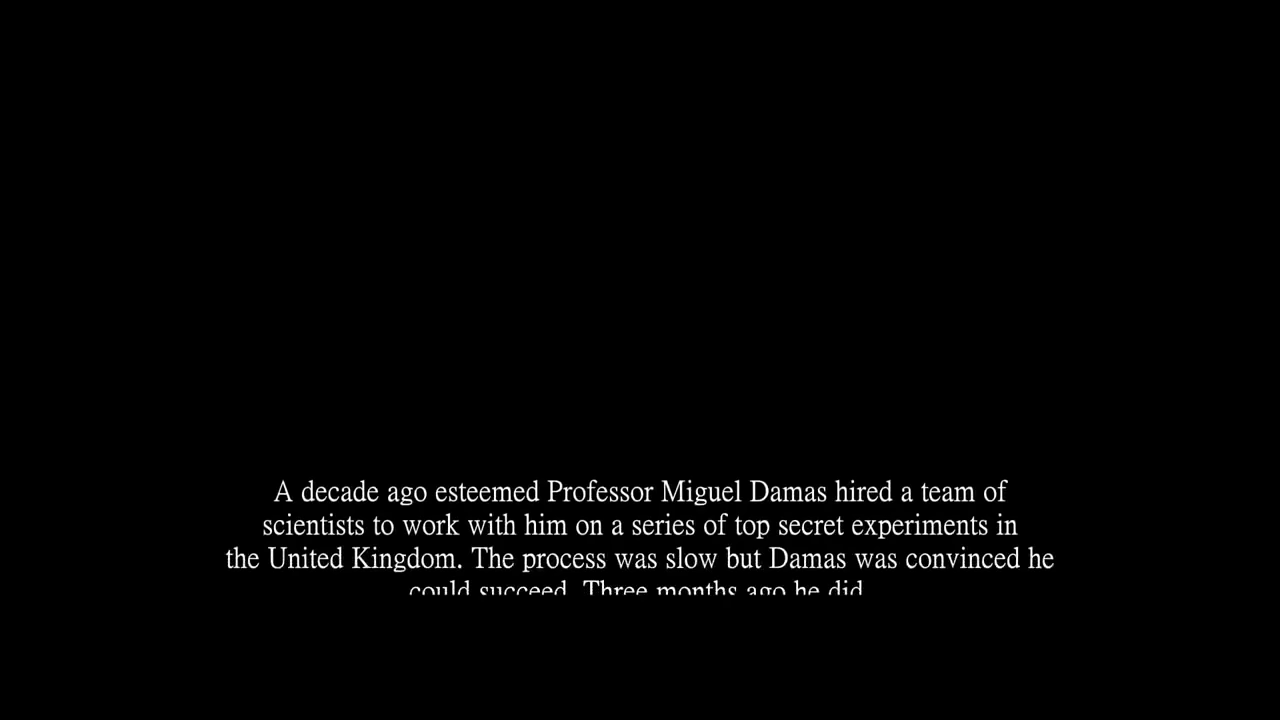 A decade ago esteemed Professor Miguel Damas hired a team of
scientists to work with him on a series of top secret experiments in
the United Kingdom. The process was slow but Damas was convinced he
could succeed. Three months ago he did